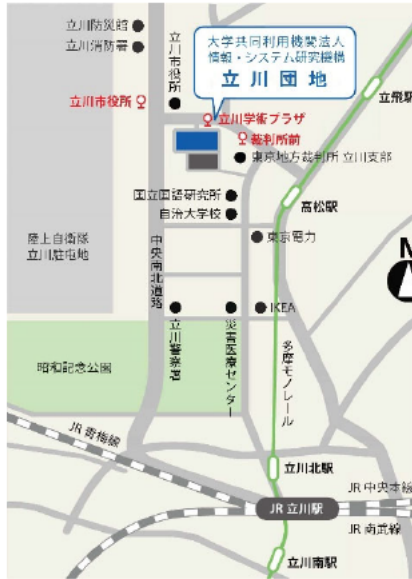 立川防災館
立川消防署
立川市役所
大学共同利用機関法人
情報・システム研究機構
立川団地
立飛駅
立川市役所
立川学術プラザ
裁判所前
東京地方裁判所 立川支部
国立国語研究所
自治大学校
高松駅
東京電力
陸上自衛隊
立川駐屯地
中央南北道路
N
IKEA
立川警察署
災害医療センター
多摩モノレール
昭和記念公園
JR 青梅線
立川北駅
JR 中央本線
JR 立川駅
JR 南武線
立川南駅